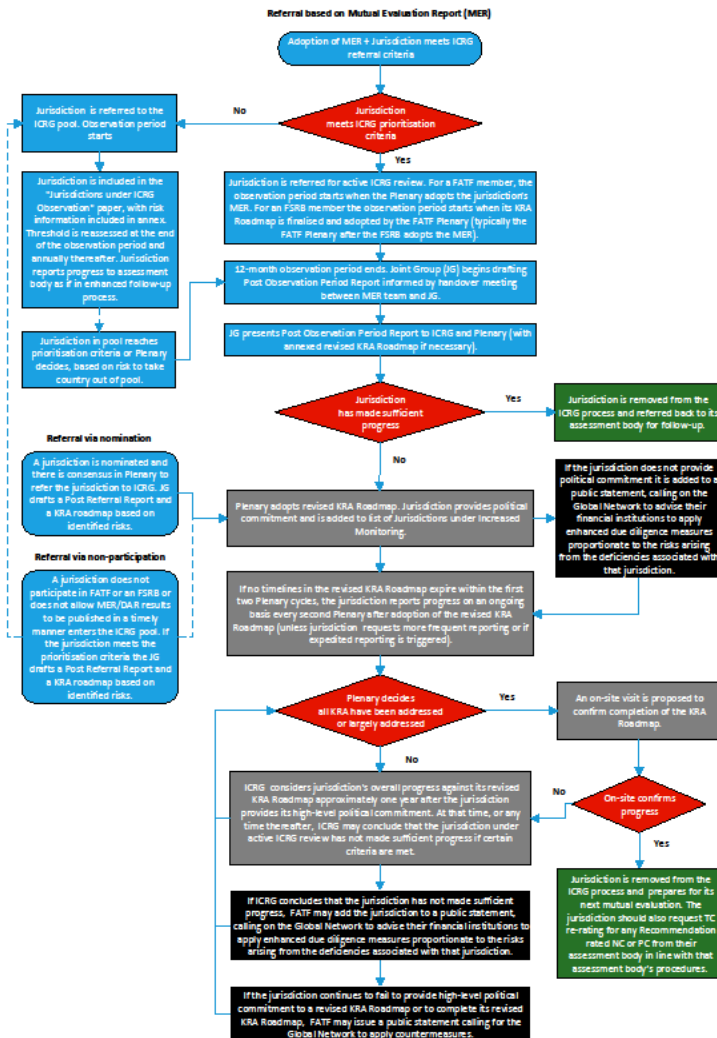 Referral based on Mutual Evaluation Report (MER)
Adoption of MER + Jurisdiction meets ICRG
referral criteria
Jurisdiction
meets ICRG prioritisation
criteria
No
Yes
Jurisdiction is referred to the
ICRG pool. Observation period
starts
Jurisdiction is included in the
"Jurisdictions under ICRG
Observation" paper, with risk
information included in annex.
Threshold is reassessed at the end
of the observation period and
annually thereafter. Jurisdiction
reports progress to assessment
body as if in enhanced follow-up
process.
Jurisdiction in pool reaches
prioritisation criteria or Plenary
decides, based on risk to take
country out of pool.
Jurisdiction is referred for active ICRG review. For a FATF member, the
observation period starts when the Plenary adopts the jurisdiction's
MER. For an FSRB member the observation period starts when its KRA
Roadmap is finalised and adopted by the FATF Plenary (typically the
FATF Plenary after the FSRB adopts the MER).
12-month observation period ends. Joint Group (JG) begins drafting
Post Observation Period Report informed by handover meeting
between MER team and JG.
JG presents Post Observation Period Report to ICRG and Plenary (with
annexed revised KRA Roadmap if necessary).
Jurisdiction
has made sufficient
progress
Yes
No
Jurisdiction is removed from the
ICRG process and referred back to its
assessment body for follow-up.
Referral via nomination
A jurisdiction is nominated and
there is consensus in Plenary to
refer the jurisdiction to ICRG. JG
drafts a Post Referral Report and
a KRA roadmap based on
identified risks.
Referral via non-participation
A jurisdiction does not
participate in FATF or an FSRB or
does not allow MER/DAR results
to be published in a timely
manner enters the ICRG pool. If
the jurisdiction meets the
prioritisation criteria the JG
drafts a Post Referral Report and
a KRA roadmap based on
identified risks.
Plenary adopts revised KRA Roadmap. Jurisdiction provides political
commitment and is added to list of Jurisdictions under Increased
Monitoring.
If the jurisdiction does not provide
political commitment it is added to a
public statement, calling on the
Global Network to advise their
financial institutions to apply
enhanced due diligence measures
proportionate to the risks arising
from the deficiencies associated with
that jurisdiction.
If no timelines in the revised KRA Roadmap expire within the first
two Plenary cycles, the jurisdiction reports progress on an ongoing
basis every second Plenary after adoption of the revised KRA
Roadmap (unless jurisdiction requests more frequent reporting or if
expedited reporting is triggered).
Plenary decides
all KRA have been addressed
or largely addressed
Yes
No
An on-site visit is proposed to
confirm completion of the KRA
Roadmap.
On-site confirms
progress
No
Yes
ICRG considers jurisdiction's overall progress against its revised
KRA Roadmap approximately one year after the jurisdiction
provides its high-level political commitment. At that time, or any
time thereafter, ICRG may conclude that the jurisdiction under
active ICRG review has not made sufficient progress if certain
criteria are met.
Jurisdiction is removed from the
ICRG process and prepares for its
next mutual evaluation. The
jurisdiction should also request TC
re-rating for any Recommendation
rated NC or PC from their
assessment body in line with that
assessment body's procedures.
If ICRG concludes that the jurisdiction has not made sufficient
progress, FATF may add the jurisdiction to a public statement,
calling on the Global Network to advise their financial institutions to
apply enhanced due diligence measures proportionate to the risks
arising from the deficiencies associated with that jurisdiction.
If the jurisdiction continues to fail to provide high-level political
commitment to a revised KRA Roadmap or to complete its revised
KRA Roadmap, FATF may issue a public statement calling for the
Global Network to apply countermeasures.